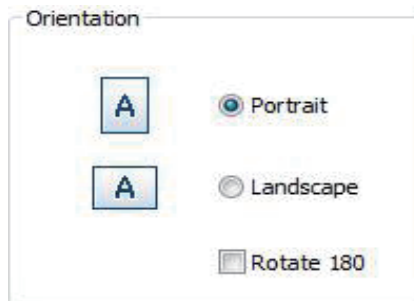 Orientation
A
Portrait
A
Landscape
Rotate 180